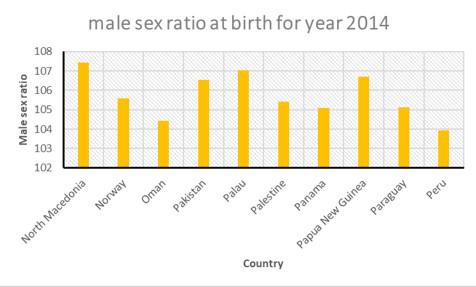 male sex ratio at birth for year 2014
108
107
106
105
104
103
102
Male sex ratio
North Macedonia
Norway
Oman
Pakistan
Palau
Palestine
Panama
Papua New Guinea
Paraguay
Peru
Country